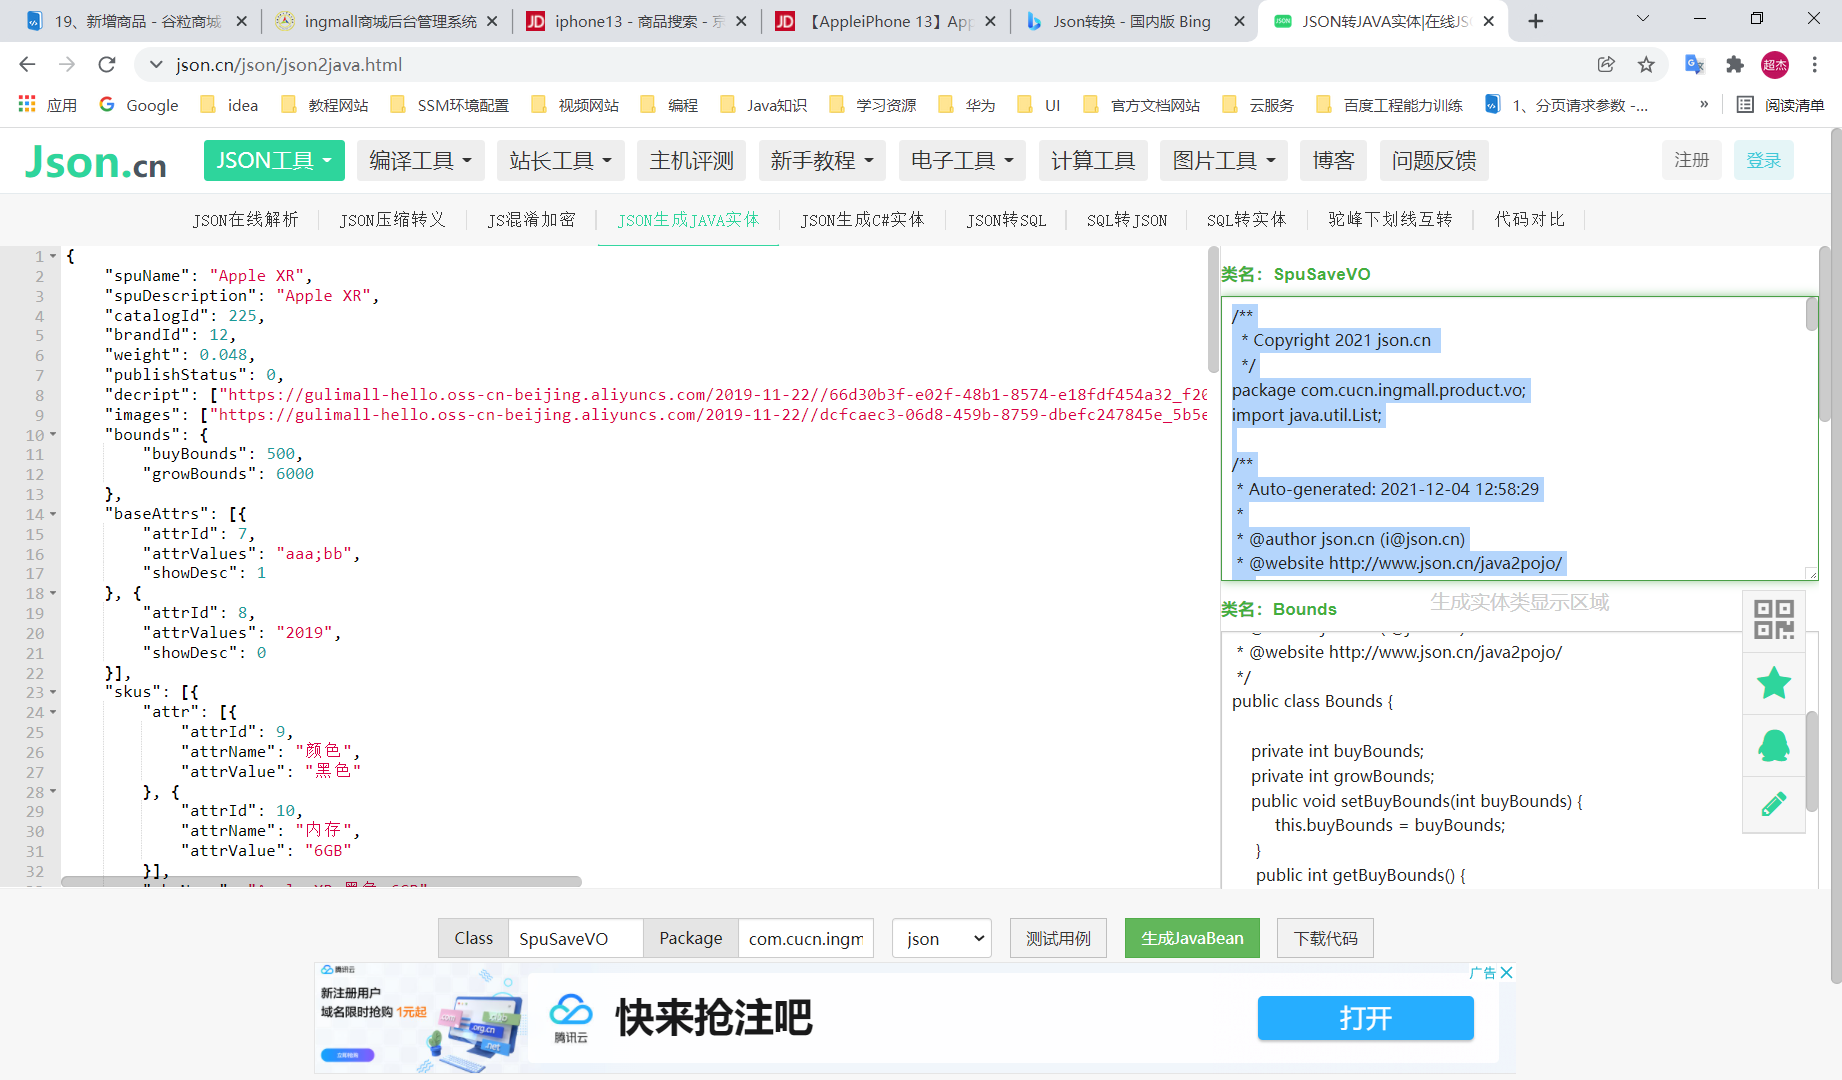 19、新增商品 - 谷粒商城
ingmall商城后台管理系统
iphone13 - 商品搜索 - 京
【AppleiPhone 13】App
Json转换 - 国内版 Bing
JSON转JAVA实体|在线JSO
json.cn/json/json2java.html
超杰
应用
Google
idea
教程网站
SSM环境配置
视频网站
编程
Java知识
学习资源
华为
UI
官方文档网站
云服务
百度工程能力训练
1、分页请求参数 -...
»
阅读清单
Json.cn
JSON工具
编译工具
站长工具
主机评测
新手教程
电子工具
计算工具
图片工具
博客
问题反馈
注册
登录
JSON在线解析
JSON压缩转义
JS混淆加密
JSON生成JAVA实体
JSON生成C#实体
JSON转SQL
SQL转JSON
SQL转实体
驼峰下划线互转
代码对比
1 {
2 "spuName": "Apple XR",
3 "spuDescription": "Apple XR",
4 "catalogId": 225,
5 "brandId": 12,
6 "weight": 0.048,
7 "publishStatus": 0,
8 "decript": ["https://gulimall-hello.oss-cn-beijing.aliyuncs.com/2019-11-22//66d30b3f-e02f-48b1-8574-e18fdf454a32_f20
9 "images": ["https://gulimall-hello.oss-cn-beijing.aliyuncs.com/2019-11-22//dcfcaec3-06d8-459b-8759-dbefc247845e_5b5e
10 "bounds": {
11 "buyBounds": 500,
12 "growBounds": 6000
13 },
14 "baseAttrs": [{
15 "attrId": 7,
16 "attrValues": "aaa;bb",
17 "showDesc": 1
18 }, {
19 "attrId": 8,
20 "attrValues": "2019",
21 "showDesc": 0
22 }],
23 "skus": [{
24 "attr": [{
25 "attrId": 9,
26 "attrName": "颜色",
27 "attrValue": "黑色"
28 }, {
29 "attrId": 10,
30 "attrName": "内存",
31 "attrValue": "6GB"
32 }],
类名：SpuSaveVO
/**
* Copyright 2021 json.cn
*/
package com.cucn.ingmall.product.vo;
import java.util.List;
/**
* Auto-generated: 2021-12-04 12:58:29
*
* @author json.cn (i@json.cn)
* @website http://www.json.cn/java2pojo/
类名：Bounds
生成实体类显示区域
* @website http://www.json.cn/java2pojo/
*/
public class Bounds {
private int buyBounds;
private int growBounds;
public void setBuyBounds(int buyBounds) {
this.buyBounds = buyBounds;
}
public int getBuyBounds() {
Class
SpuSaveVO
Package
com.cucn.ingm
json
测试用例
生成JavaBean
下载代码
腾讯云
新注册用户
域名限时抢购 1元起
.org.cn
.net
腾讯云
快来抢注吧
打开
广告